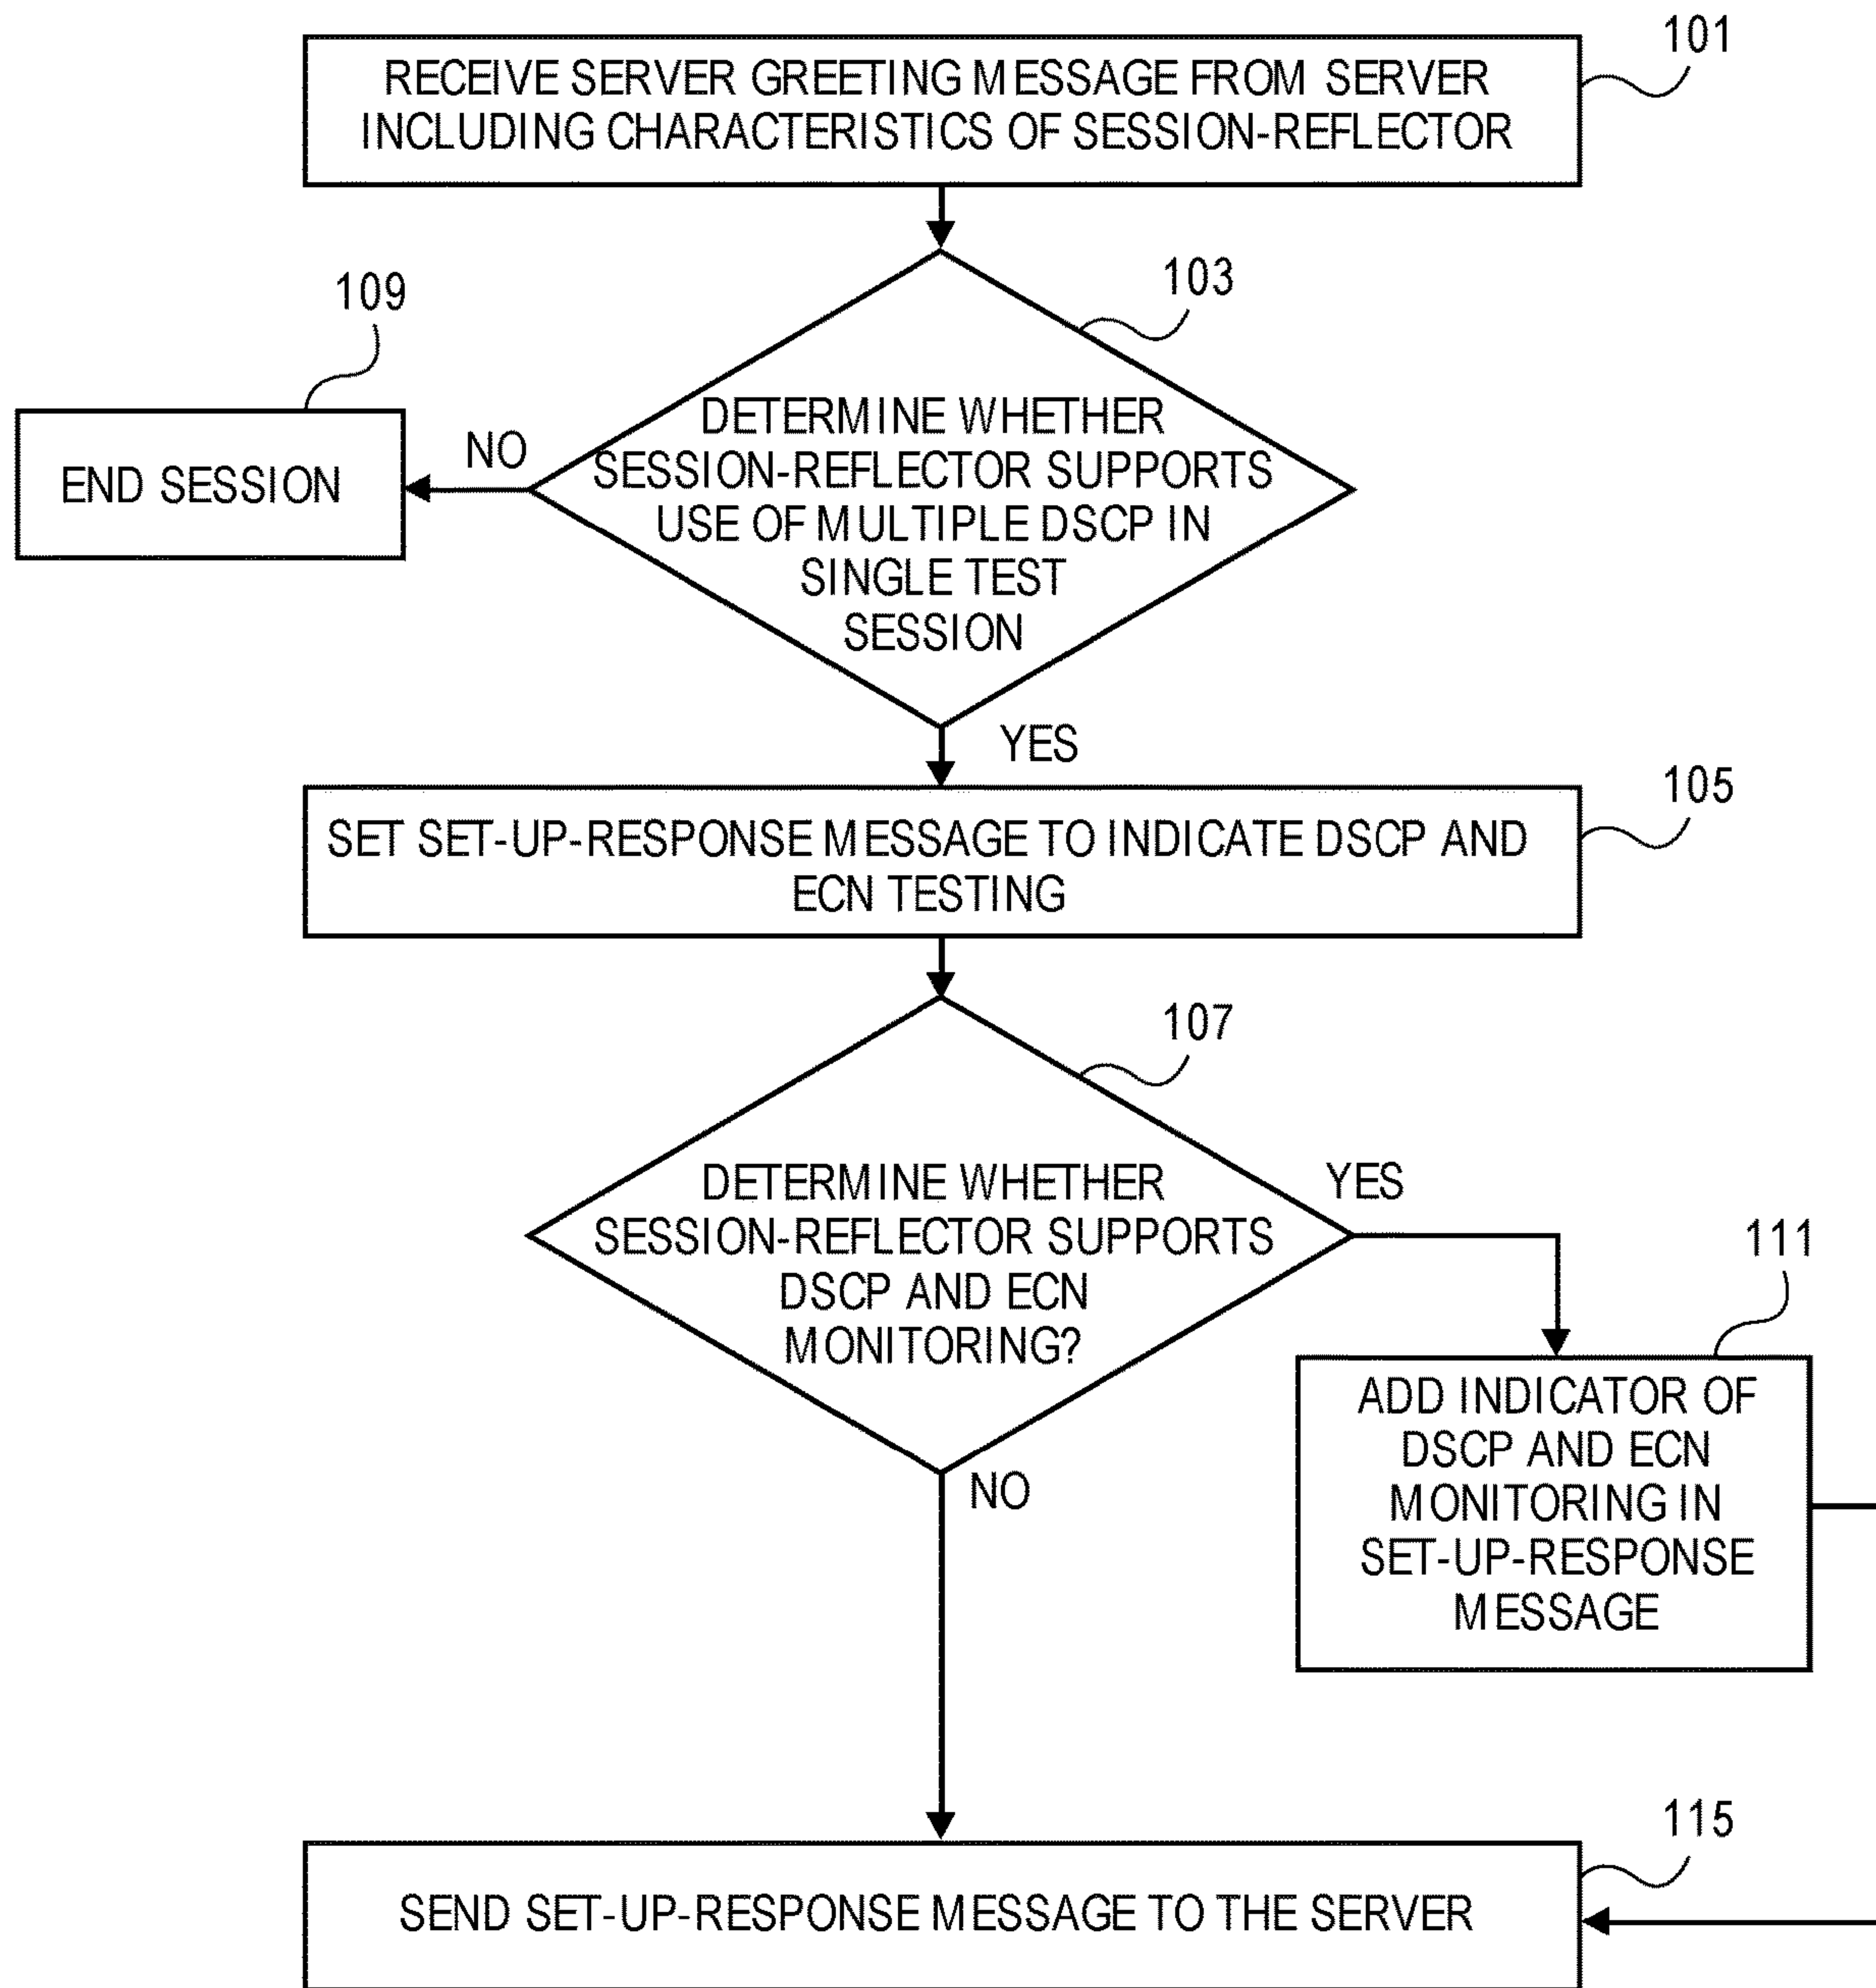 101
RECEIVE SERVER GREETING MESSAGE FROM SERVER
INCLUDING CHARACTERISTICS OF SESSION-REFLECTOR
103
109
DETERMINE WHETHER
SESSION-REFLECTOR SUPPORTS
USE OF MULTIPLE DSCP IN
SINGLE TEST
SESSION
NO
END SESSION
YES
105
SET SET-UP-RESPONSE MESSAGE TO INDICATE DSCP AND
ECN TESTING
107
DETERMINE WHETHER
SESSION-REFLECTOR SUPPORTS
DSCP AND ECN
MONITORING?
YES
111
ADD INDICATOR OF
DSCP AND ECN
MONITORING IN
SET-UP-RESPONSE
MESSAGE
NO
115
SEND SET-UP-RESPONSE MESSAGE TO THE SERVER